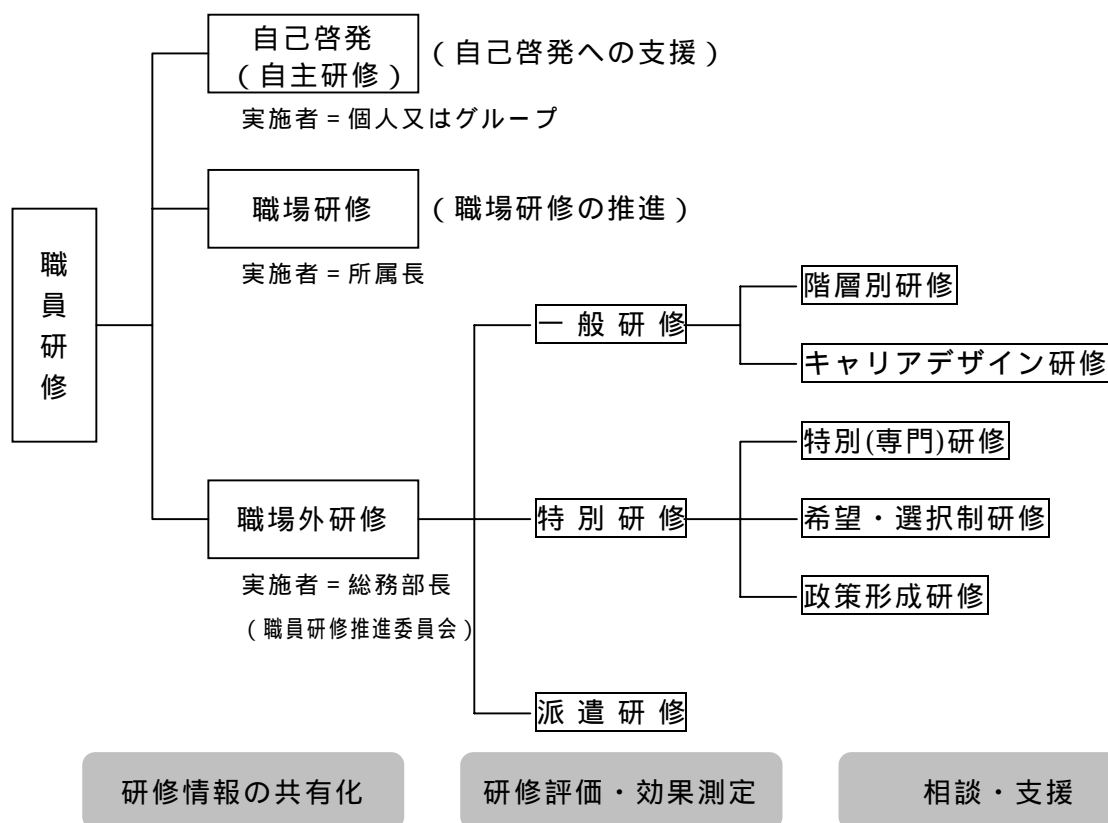 自己啓発
(自主研修)
(自己啓発への支援)
実施者=個人又はグループ
職場研修
(職場研修の推進)
実施者=所属長
職員研修
階層別研修
一般研修
キャリアデザイン研修
特別(専門)研修
職場外研修
特別研修
希望・選択制研修
実施者=総務部長
(職員研修推進委員会)
政策形成研修
派遣研修
研修情報の共有化
研修評価・効果測定
相談・支援